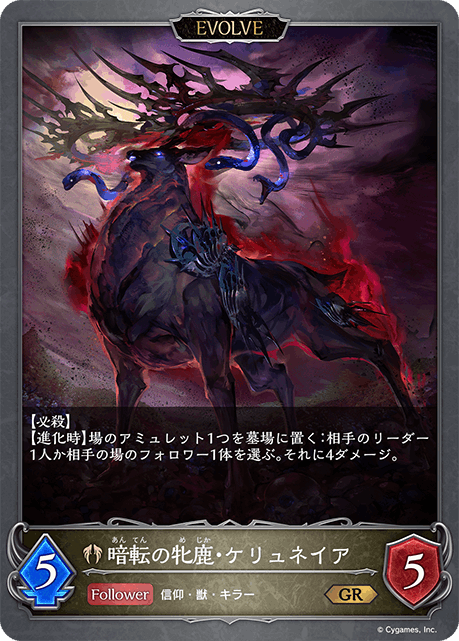 EVOLVE
【必殺】
【進化時】場のアミュレット1つを墓場に置く:相手のリーダー
1人か相手の場のフォロワー1体を選ぶ。それに4ダメージ。
あんてん めじか
暗転の牝鹿・ケリュネイア
5
Follower 信仰・獣・キラー GR
5
© Cygames, Inc.